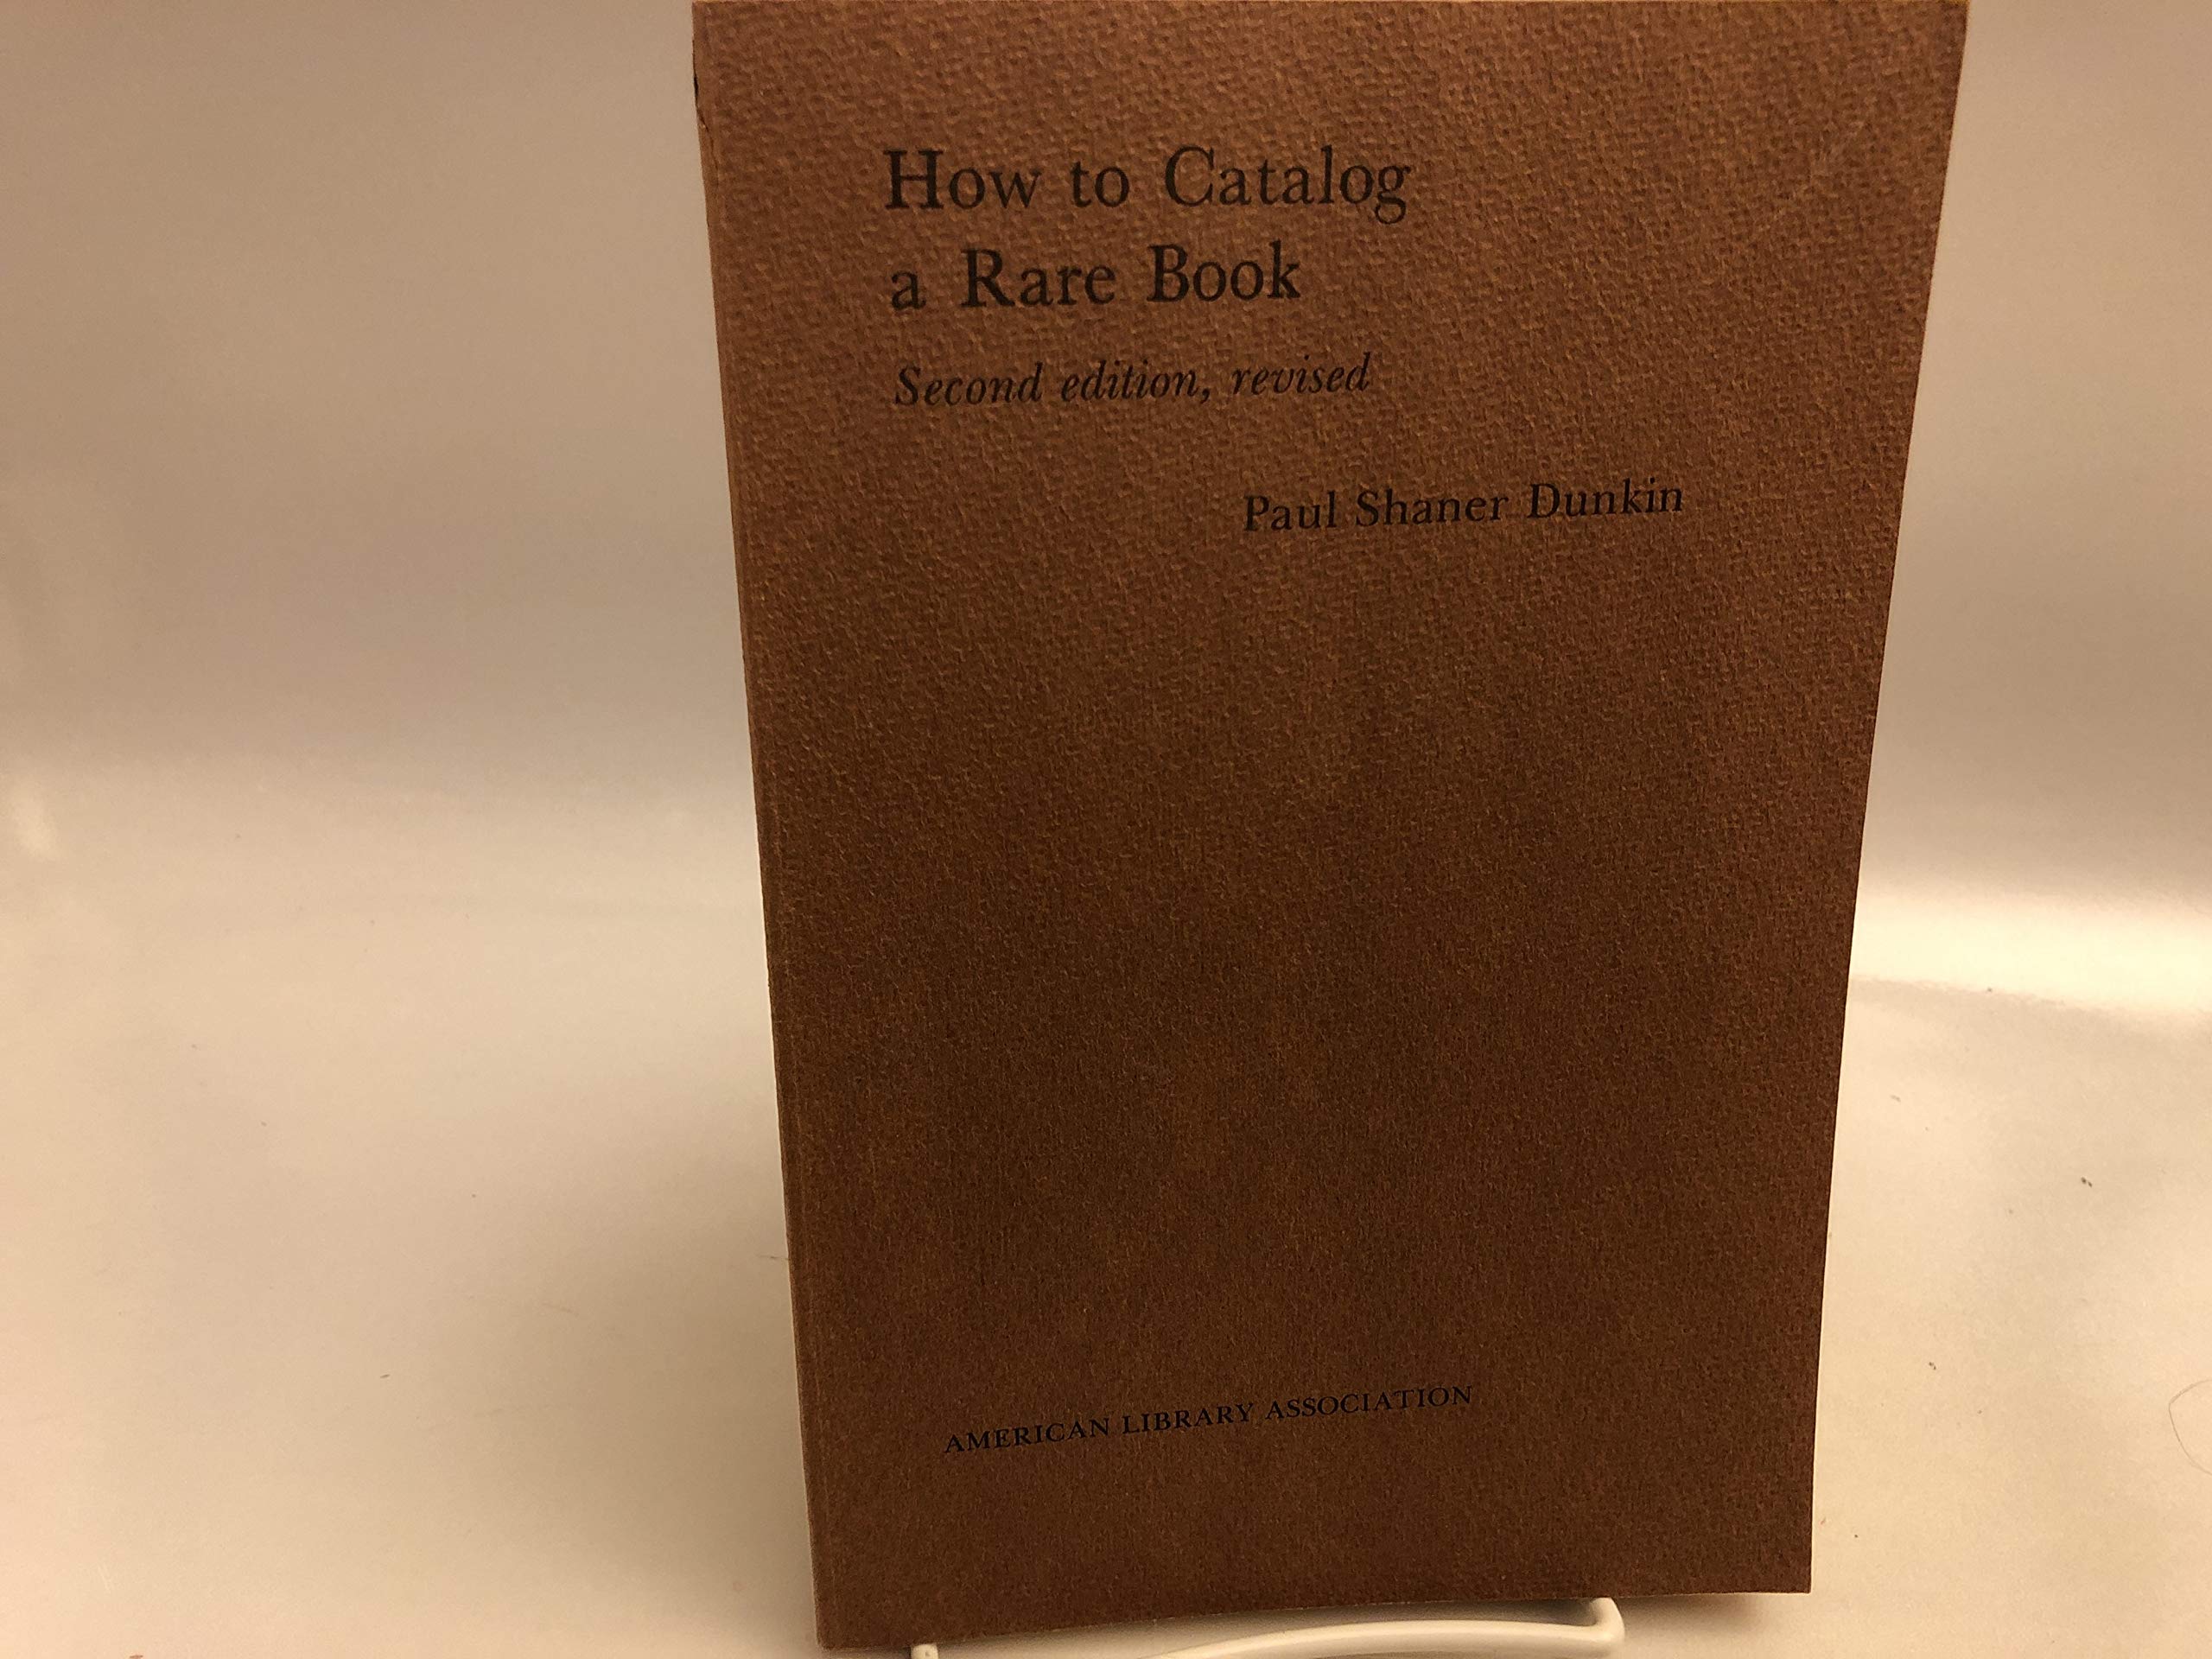 How to Catalog
a Rare Book
Second edition, revised
Paul Shaner Dunkin
AMERICAN LIBRARY ASSOCIATION